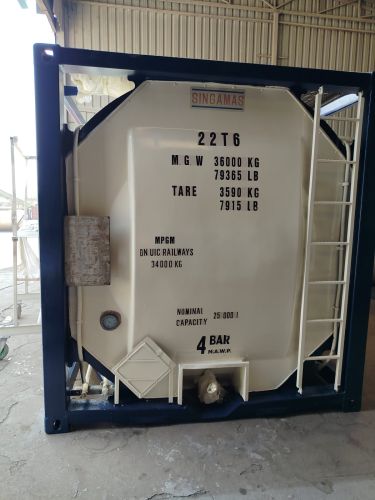 SINGAMAS
22T6
M G W 36000 KG
79365 LB
TARE 3590 KG
7915 LB
MPGM
ON UIC RAILWAYS
34000 KG
NOMINAL
CAPACITY 25000 l
4 BAR
M.A.W.P.